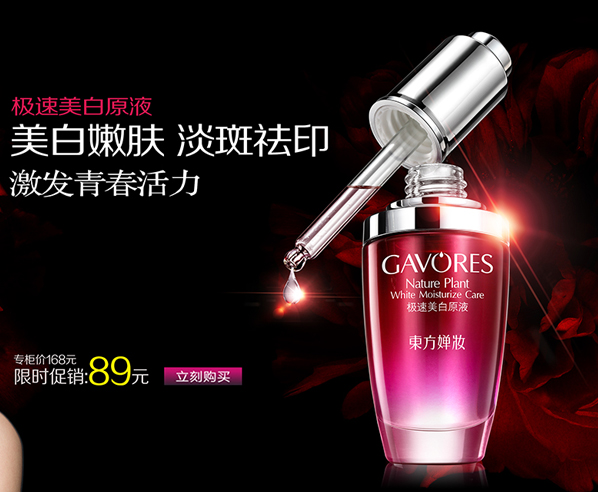 极速美白原液
美白嫩肤 淡斑祛印
激发青春活力
专柜价168元
限时促销:89元
立刻购买
GAVORES
Nature Plant
White Moisturize Care
极速美白原液
東方婵妝